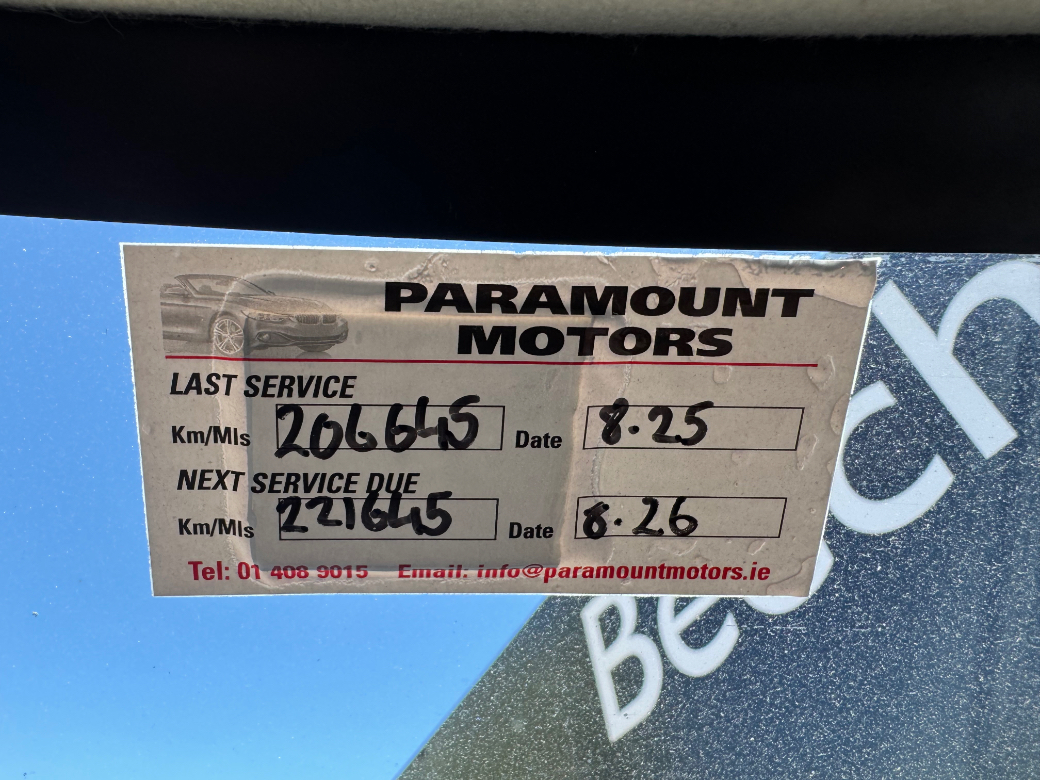 PARAMOUNT
MOTORS
LAST SERVICE
Km/Mls 206645 Date 8.25
NEXT SERVICE DUE
Km/Mls 221645 Date 8.26
Tel: 01 408 9015 Email: info@paramountmotors.ie
Beach